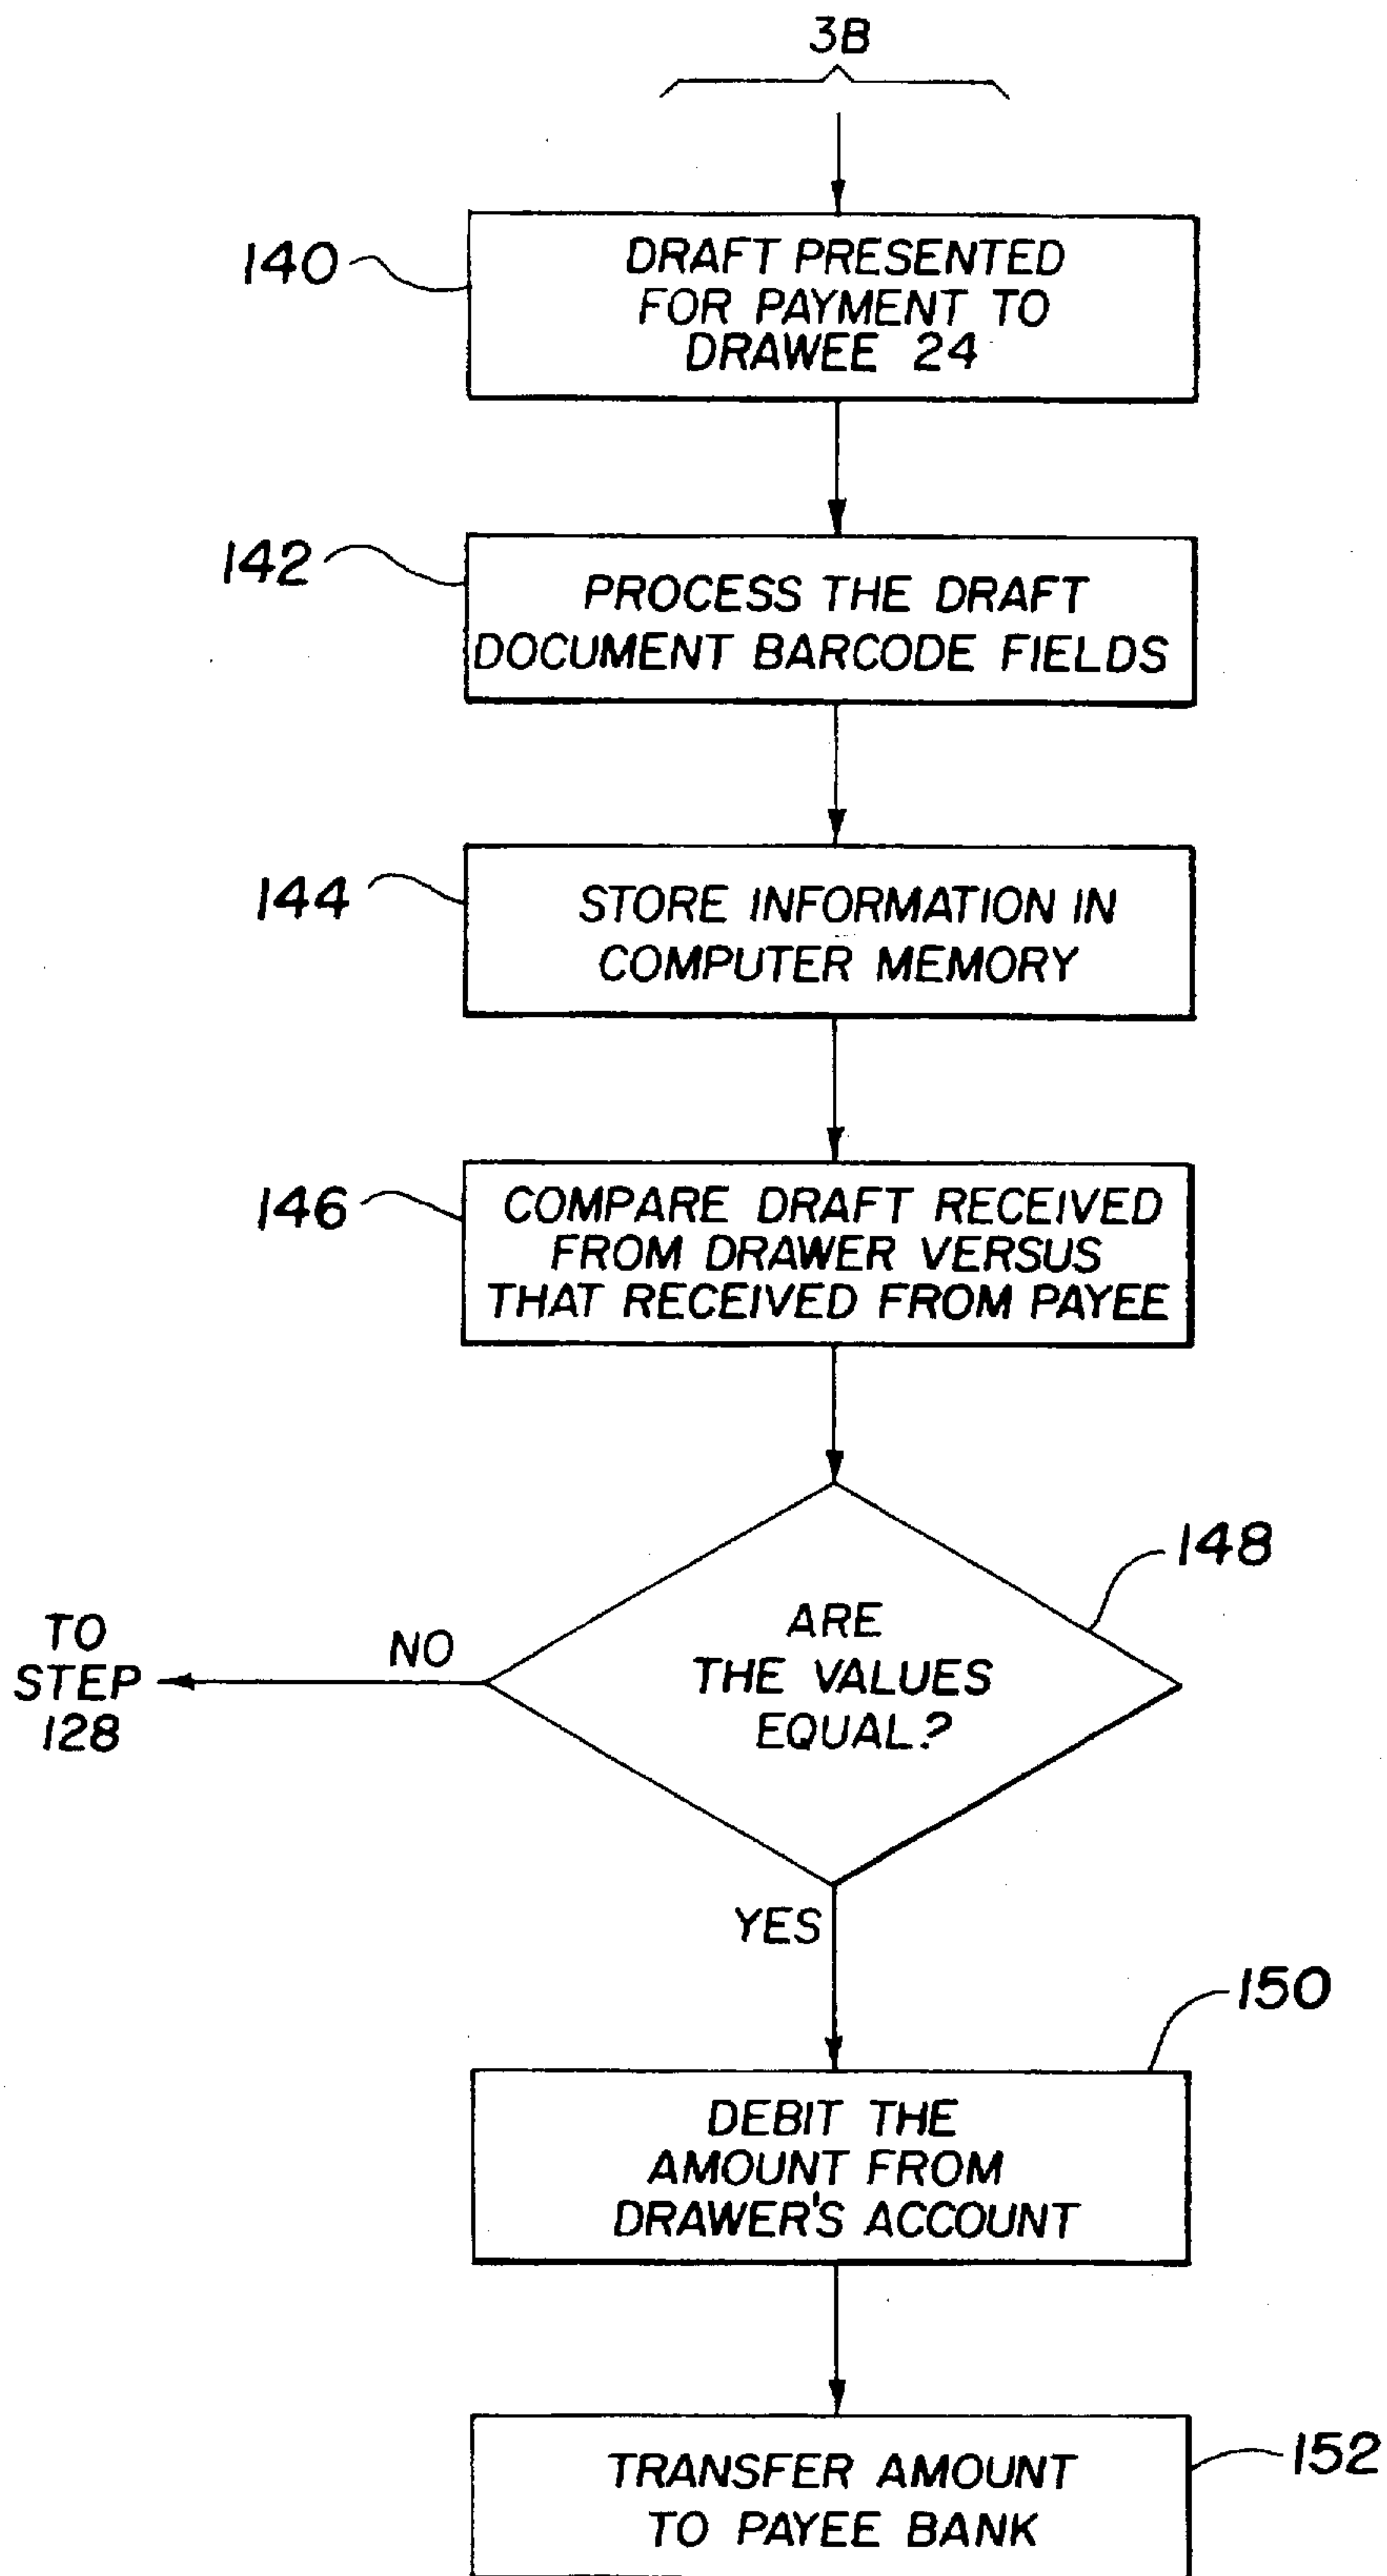 3B
140
DRAFT PRESENTED
FOR PAYMENT TO
DRAWEE 24
142
PROCESS THE DRAFT
DOCUMENT BARCODE FIELDS
144
STORE INFORMATION IN
COMPUTER MEMORY
146
COMPARE DRAFT RECEIVED
FROM DRAWER VERSUS
THAT RECEIVED FROM PAYEE
148
ARE
THE VALUES
EQUAL?
NO
TO
STEP
128
YES
150
DEBIT THE
AMOUNT FROM
DRAWER'S ACCOUNT
152
TRANSFER AMOUNT
TO PAYEE BANK